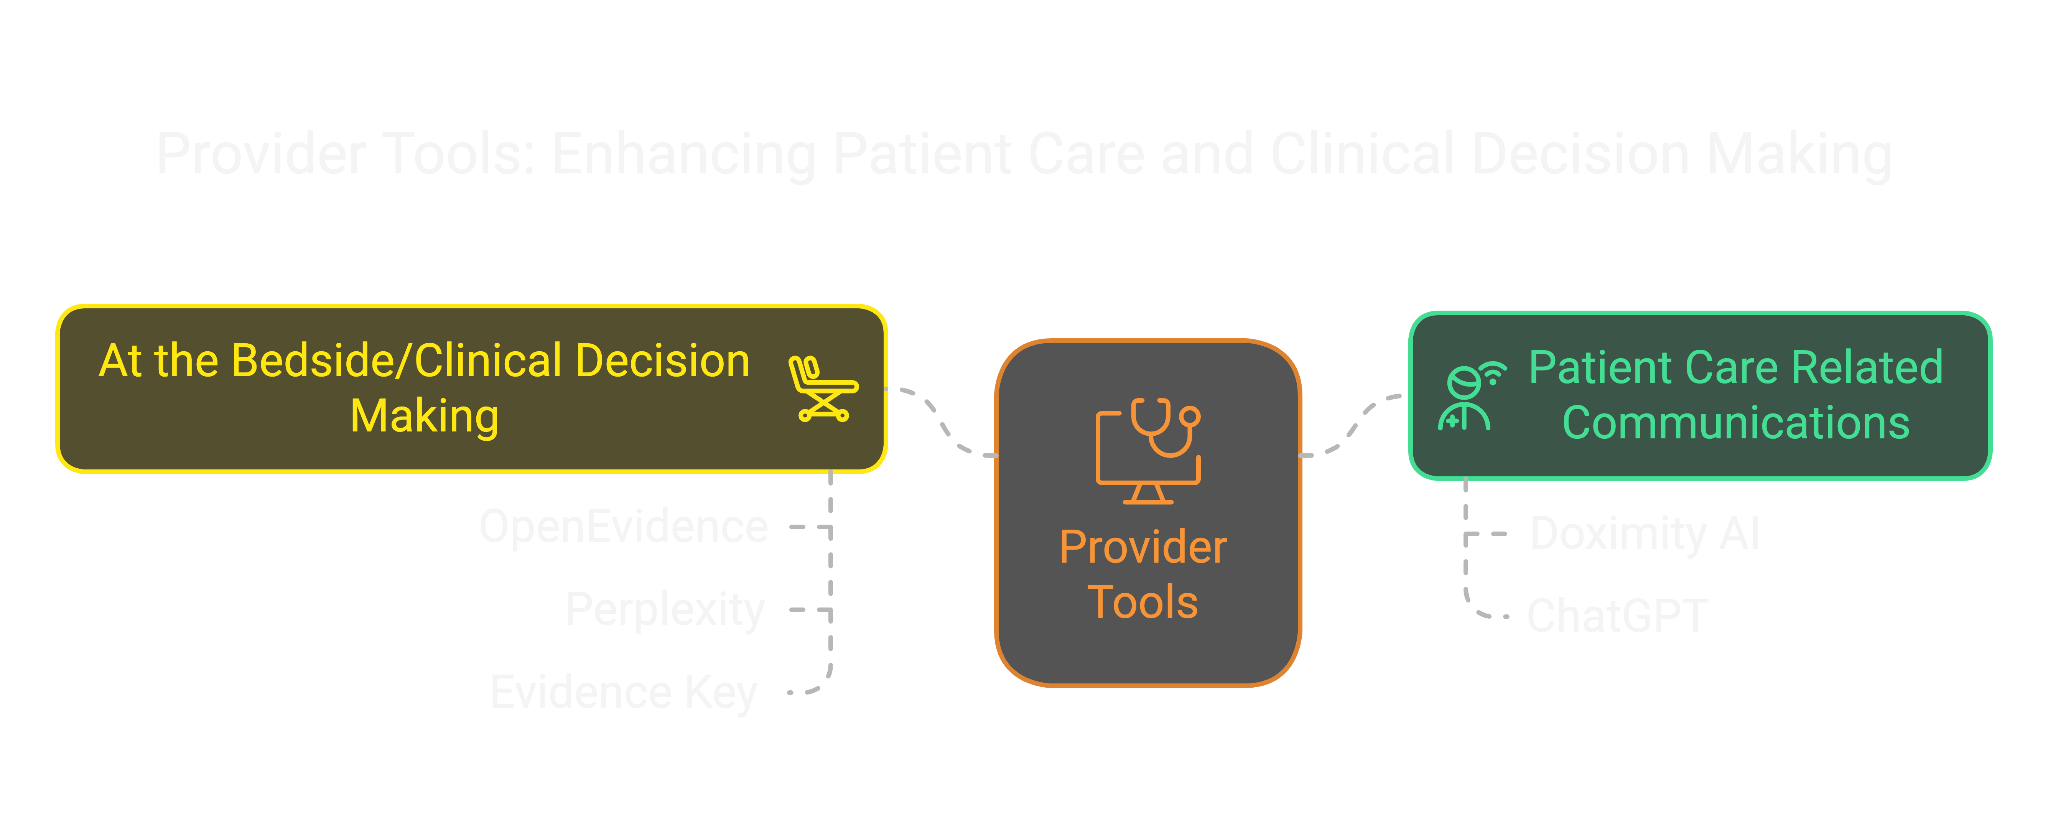 Provider Tools: Enhancing Patient Care and Clinical Decision Making
At the Bedside/Clinical Decision
Making
OpenEvidence
Perplexity
Evidence Key
Provider
Tools
Patient Care Related
Communications
Doximity AI
ChatGPT